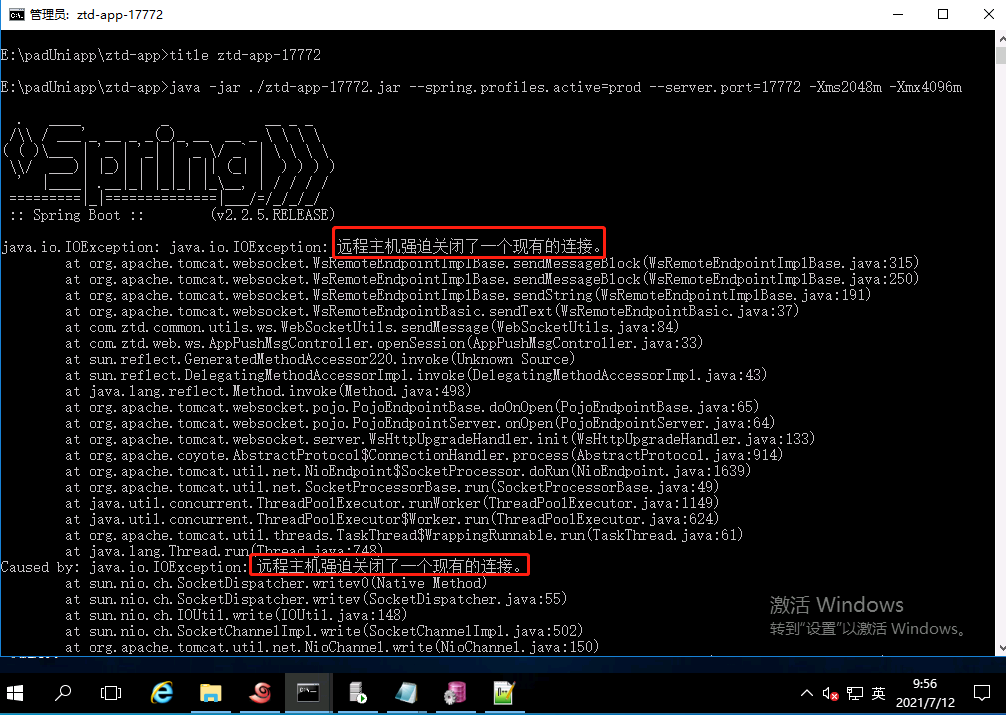 管理员: ztd-app-17772
E:\padUniapp\ztd-app>title ztd-app-17772
E:\padUniapp\ztd-app>java -jar ./ztd-app-17772.jar --spring.profiles.active=prod --server.port=17772 -Xms2048m -Xmx4096m
Spring
:: Spring Boot :: (v2.2.5.RELEASE)
java.io.IOException: java.io.IOException: 远程主机强迫关闭了一个现有的连接。
at org.apache.tomcat.websocket.WsRemoteEndpointImplBase.sendMessageBlock(WsRemoteEndpointImplBase.java:315)
at org.apache.tomcat.websocket.WsRemoteEndpointImplBase.sendMessageBlock(WsRemoteEndpointImplBase.java:250)
at org.apache.tomcat.websocket.WsRemoteEndpointImplBase.sendString(WsRemoteEndpointImplBase.java:191)
at org.apache.tomcat.websocket.WsRemoteEndpointBasic.sendText(WsRemoteEndpointBasic.java:37)
at com.ztd.common.utils.ws.WebSocketUtils.sendMessage(WebSocketUtils.java:84)
at com.ztd.web.ws.AppPushMsgController.openSession(AppPushMsgController.java:33)
at sun.reflect.GeneratedMethodAccessor220.invoke(Unknown Source)
at sun.reflect.DelegatingMethodAccessorImpl.invoke(DelegatingMethodAccessorImpl.java:43)
at java.lang.reflect.Method.invoke(Method.java:498)
at org.apache.tomcat.websocket.pojo.PojoEndpointBase.doOnOpen(PojoEndpointBase.java:65)
at org.apache.tomcat.websocket.pojo.PojoEndpointServer.onOpen(PojoEndpointServer.java:64)
at org.apache.tomcat.websocket.server.WsHttpUpgradeHandler.init(WsHttpUpgradeHandler.java:133)
at org.apache.coyote.AbstractProtocol$ConnectionHandler.process(AbstractProtocol.java:914)
at org.apache.tomcat.util.net.NioEndpoint$SocketProcessor.doRun(NioEndpoint.java:1639)
at org.apache.tomcat.util.net.SocketProcessorBase.run(SocketProcessorBase.java:49)
at java.util.concurrent.ThreadPoolExecutor.runWorker(ThreadPoolExecutor.java:1149)
at java.util.concurrent.ThreadPoolExecutor$Worker.run(ThreadPoolExecutor.java:624)
at org.apache.tomcat.util.threads.TaskThread$WrappingRunnable.run(TaskThread.java:61)
at java.lang.Thread.run(Thread.java:748)
Caused by: java.io.IOException: 远程主机强迫关闭了一个现有的连接。
at sun.nio.ch.SocketDispatcher.writev0(Native Method)
at sun.nio.ch.SocketDispatcher.writev(SocketDispatcher.java:55)
at sun.nio.ch.IOUtil.write(IOUtil.java:148)
at sun.nio.ch.SocketChannelImpl.write(SocketChannelImpl.java:502)
at org.apache.tomcat.util.net.NioChannel.write(NioChannel.java:150)
激活 Windows
转到"设置"以激活 Windows。
英
9:56
2021/7/12